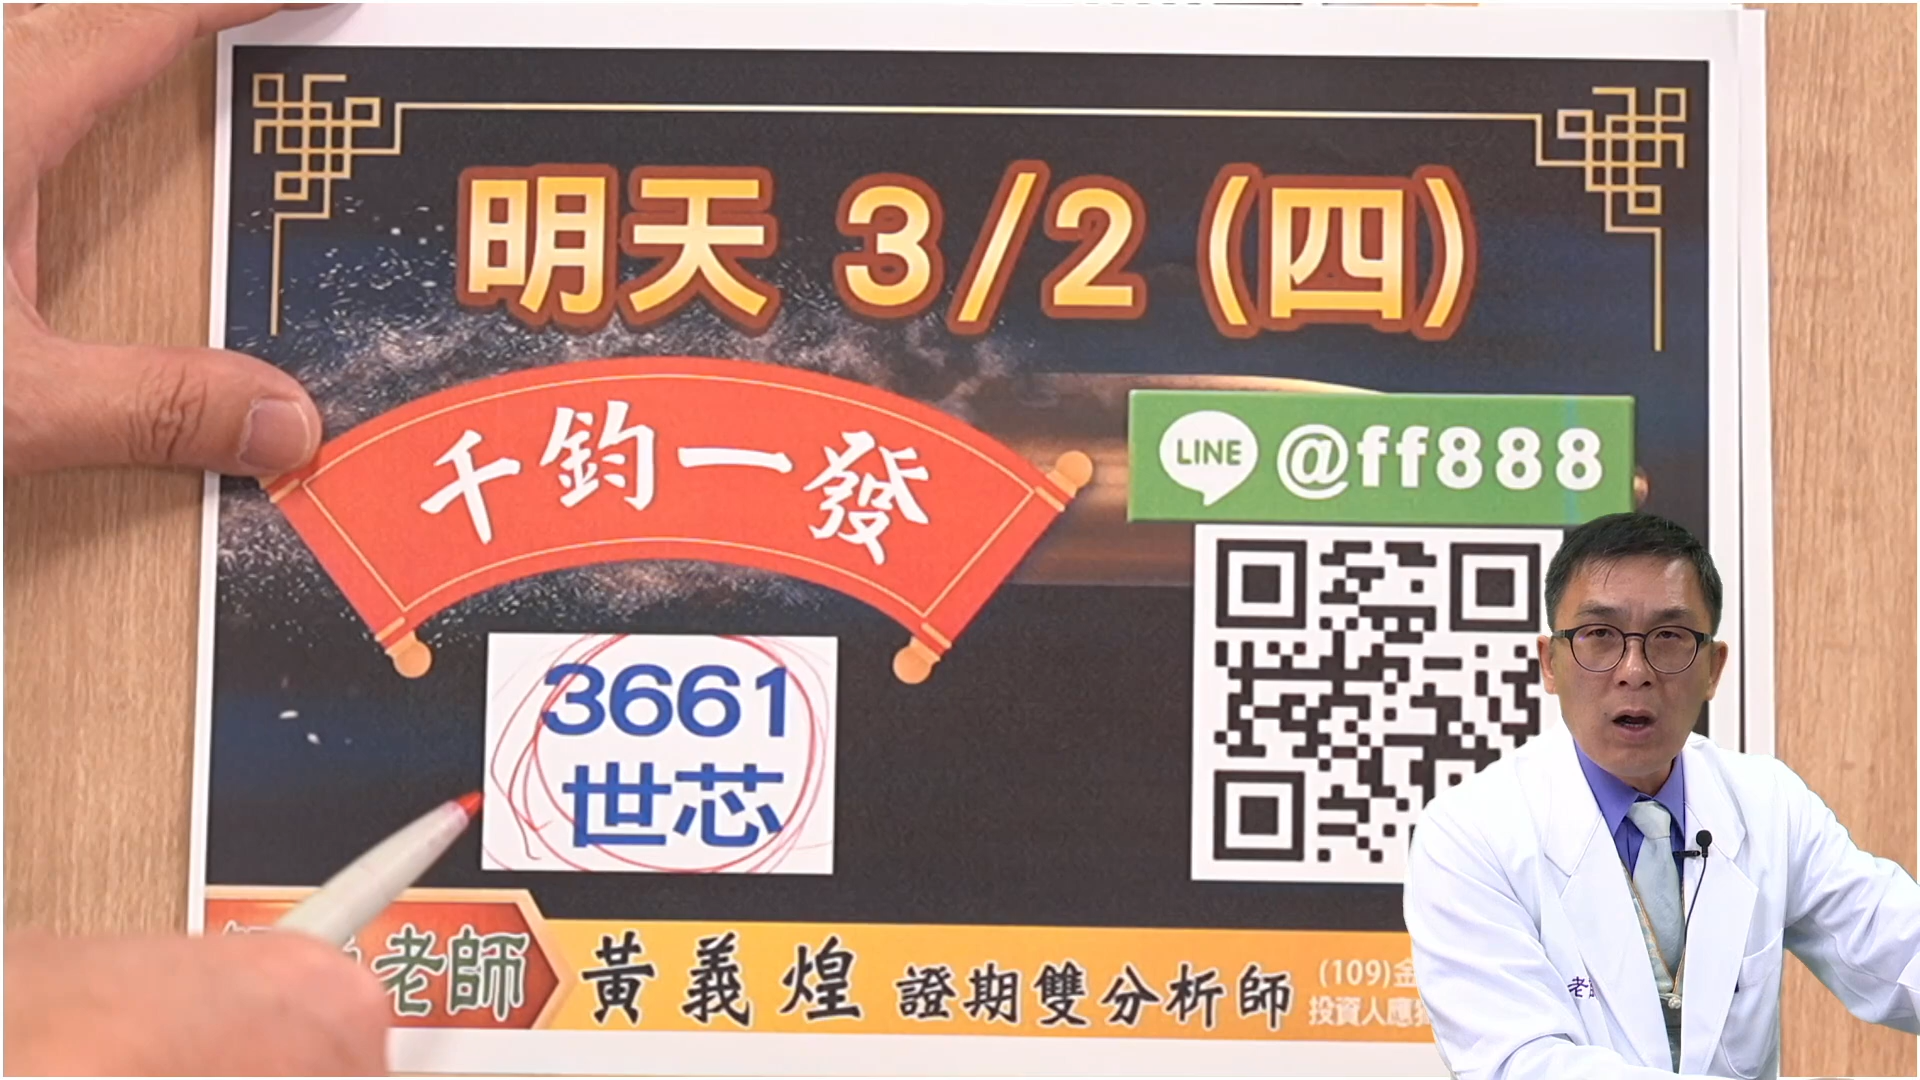 明天 3/2 (四)
千鈞一發
LINE @ff888
3661
世芯
老師
黃義煌 證期雙分析師
(109)金
投資人應
老